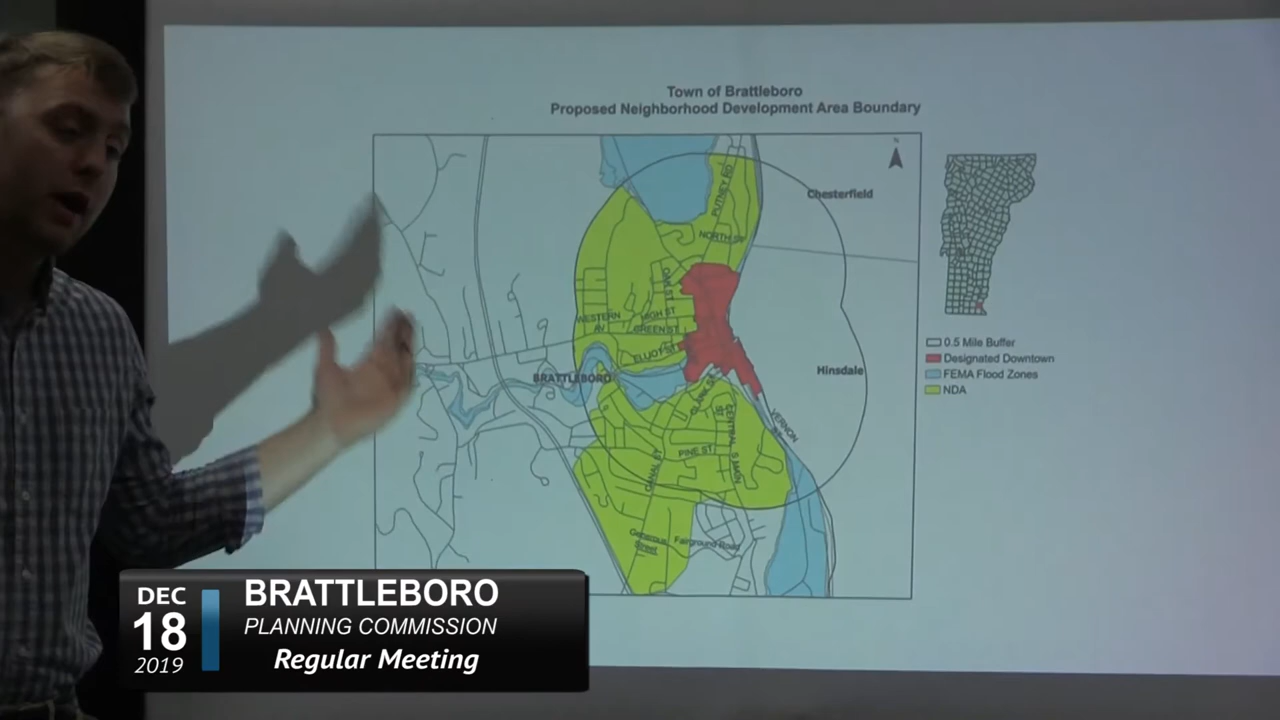 Town of Brattleboro
Proposed Neighborhood Development Area Boundary
N
Chesterfield
PUTNEY RD
NORTH ST
OAK ST
WESTERN
AV
HIGH ST
GREEN ST
ELLIOT ST
BRATTLEBORO
Hinsdale
CLARK ST
CENTRAL
ST
VERNON
PINE ST
CANAL ST
S MAIN
Fairground Road
0.5 Mile Buffer
Designated Downtown
FEMA Flood Zones
NDA
DEC
18
2019
BRATTLEBORO
PLANNING COMMISSION
Regular Meeting